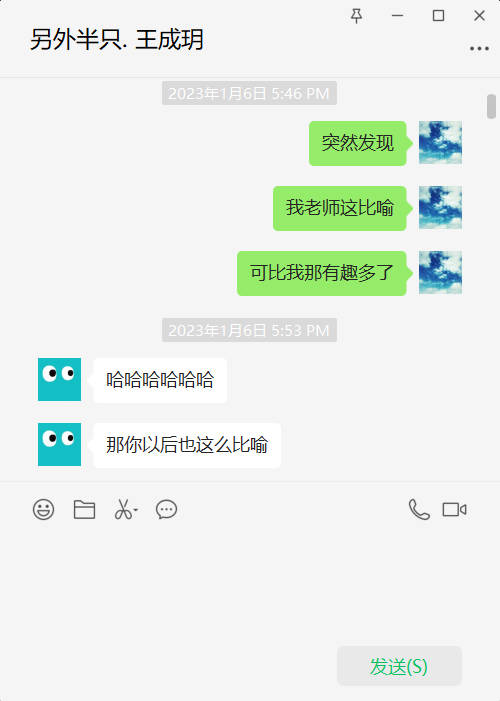 另外半只. 王成玥
2023年1月6日 5:46 PM
突然发现
我老师这比喻
可比我那有趣多了
2023年1月6日 5:53 PM
哈哈哈哈哈哈
那你以后也这么比喻
发送(S)